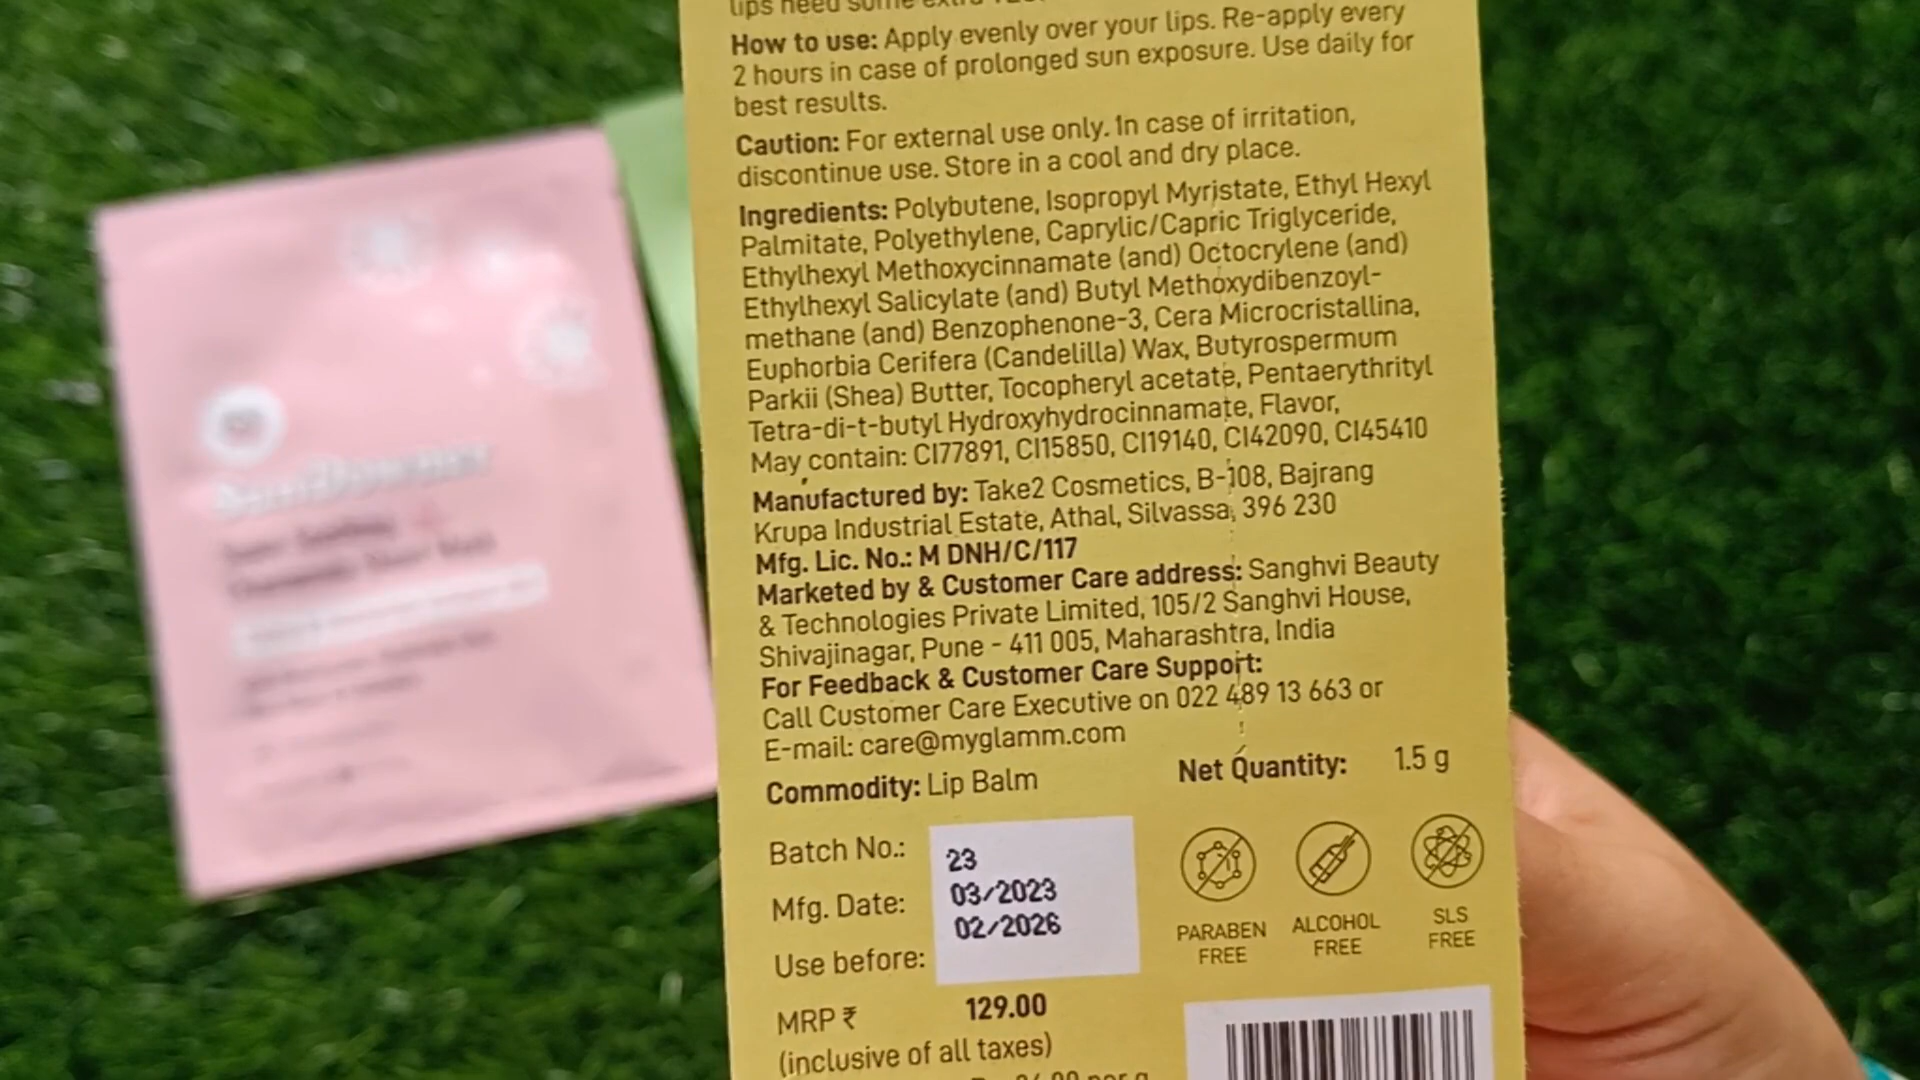 lips need some extra
How to use: Apply evenly over your lips. Re-apply every
2 hours in case of prolonged sun exposure. Use daily for
best results.
Caution: For external use only. In case of irritation,
discontinue use. Store in a cool and dry place.
Ingredients: Polybutene, Isopropyl Myristate, Ethyl Hexyl
Palmitate, Polyethylene, Caprylic/Capric Triglyceride,
Ethylhexyl Methoxycinnamate (and) Octocrylene (and)
Ethylhexyl Salicylate (and) Butyl Methoxydibenzoyl-
methane (and) Benzophenone-3, Cera Microcristallina,
Euphorbia Cerifera (Candelilla) Wax, Butyrospermum
Parkii (Shea) Butter, Tocopheryl acetate, Pentaerythrityl
Tetra-di-t-butyl Hydroxyhydrocinnamate, Flavor,
May contain: CI77891, CI15850, CI19140, CI42090, CI45410
Manufactured by: Take2 Cosmetics, B-108, Bajrang
Krupa Industrial Estate, Athal, Silvassa, 396 230
Mfg. Lic. No.: M DNH/C/117
Marketed by & Customer Care address: Sanghvi Beauty
& Technologies Private Limited, 105/2 Sanghvi House,
Shivajinagar, Pune - 411 005, Maharashtra, India
For Feedback & Customer Care Support:
Call Customer Care Executive on 022 489 13 663 or
E-mail: care@myglamm.com
Commodity: Lip Balm
Net Quantity: 1.5 g
Batch No.: 23
Mfg. Date: 03/2023
Use before: 02/2026
PARABEN
FREE
ALCOHOL
FREE
SLS
FREE
MRP ₹ 129.00
(inclusive of all taxes)
per g